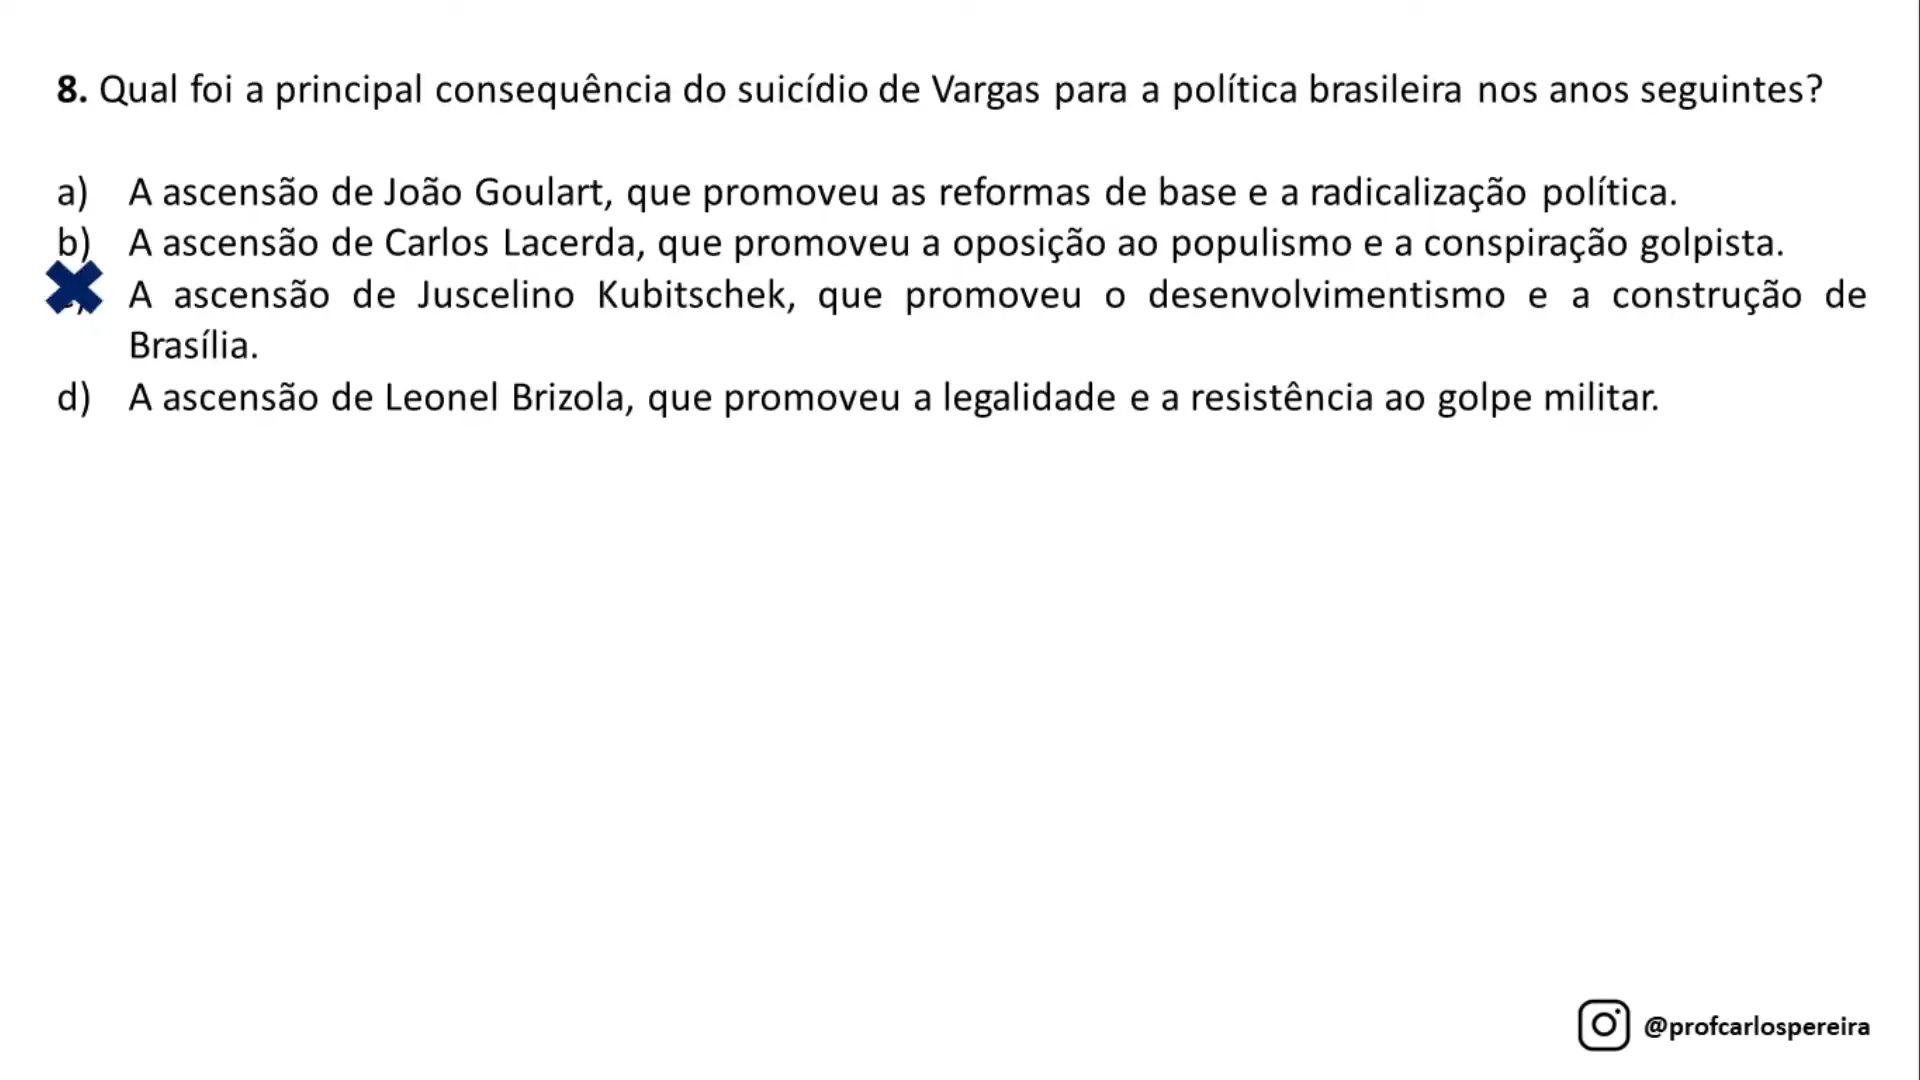 8. Qual foi a principal consequência do suicídio de Vargas para a política brasileira nos anos seguintes?
a) A ascensão de João Goulart, que promoveu as reformas de base e a radicalização política.
b) A ascensão de Carlos Lacerda, que promoveu a oposição ao populismo e a conspiração golpista.
A ascensão de Juscelino Kubitschek, que promoveu o desenvolvimentismo e a construção de
Brasília.
d) A ascensão de Leonel Brizola, que promoveu a legalidade e a resistência ao golpe militar.
@profcarlospereira